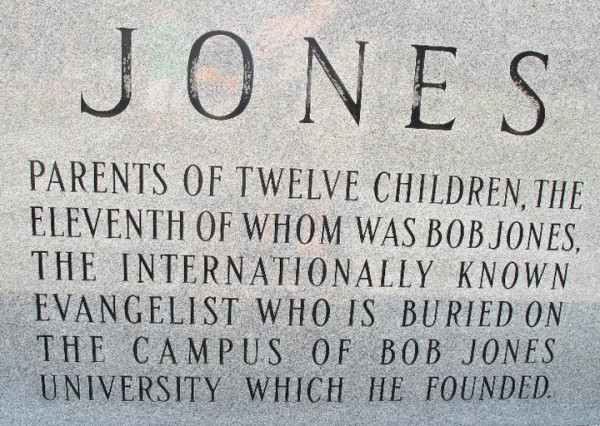 JONES
PARENTS OF TWELVE CHILDREN, THE
ELEVENTH OF WHOM WAS BOB JONES,
THE INTERNATIONALLY KNOWN
EVANGELIST WHO IS BURIED ON
THE CAMPUS OF BOB JONES
UNIVERSITY WHICH HE FOUNDED.